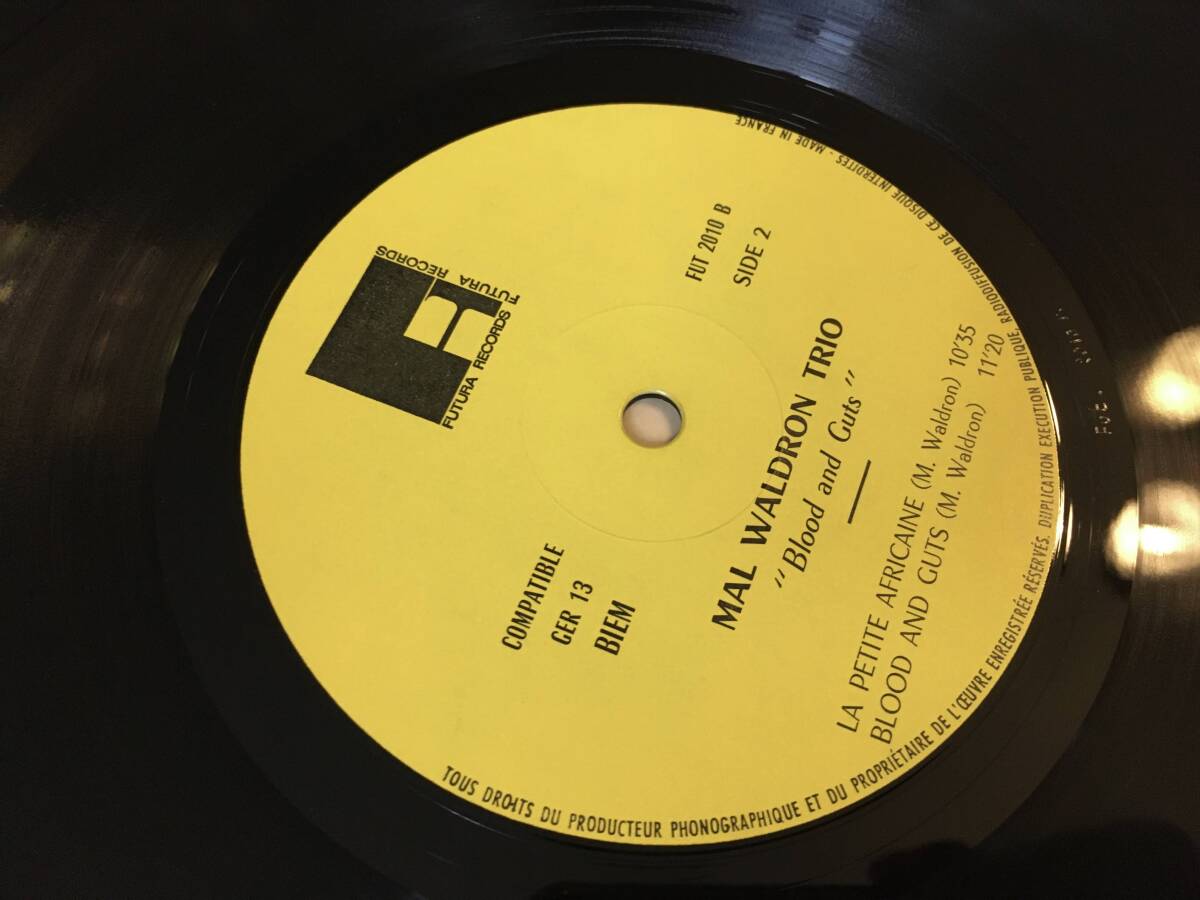 FUTURA RECORDS
FUTURA RECORDS
COMPATIBLE
GER 13
BIEM
FUT 2010 B
SIDE 2
MAL WALDRON TRIO
"Blood and Guts"
LA PETITE AFRICAINE (M. Waldron) 10'35
BLOOD AND GUTS (M. Waldron) 11'20
TOUS DROITS DU PRODUCTEUR PHONOGRAPHIQUE ET DU PROPRIÉTAIRE DE L'ŒUVRE ENREGISTRÉE RÉSERVÉS. DUPLICATION EXECUTION PUBLIQUE, RADIODIFFUSION DE CE DISQUE INTERDITES - MADE IN FRANCE